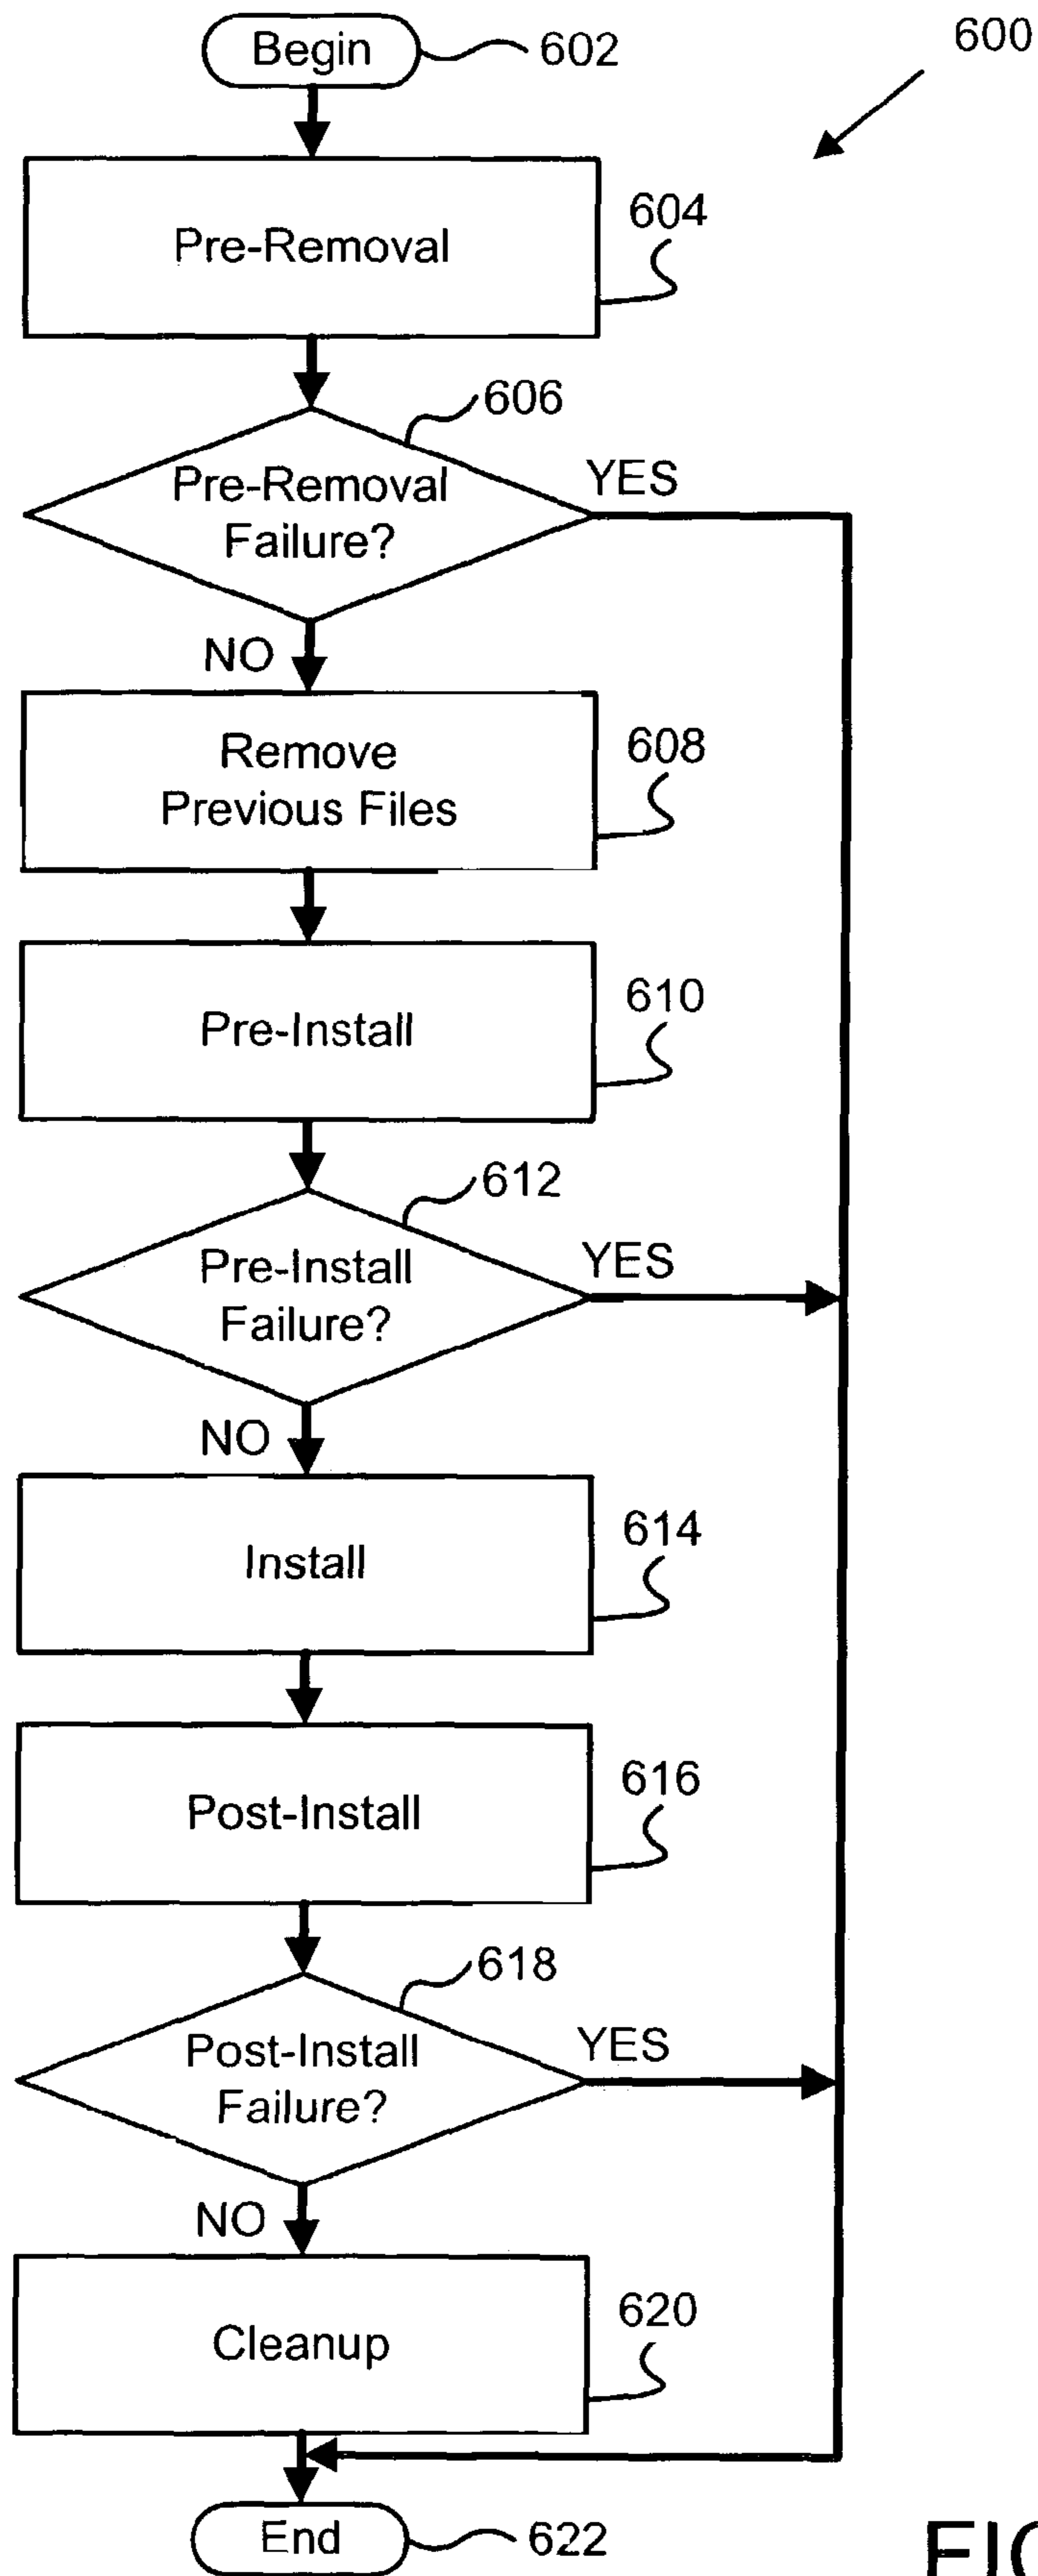 Begin
602
600
Pre-Removal
604
606
Pre-Removal
Failure?
YES
NO
Remove
Previous Files
608
Pre-Install
610
612
Pre-Install
Failure?
YES
NO
Install
614
Post-Install
616
618
Post-Install
Failure?
YES
NO
Cleanup
620
End
622